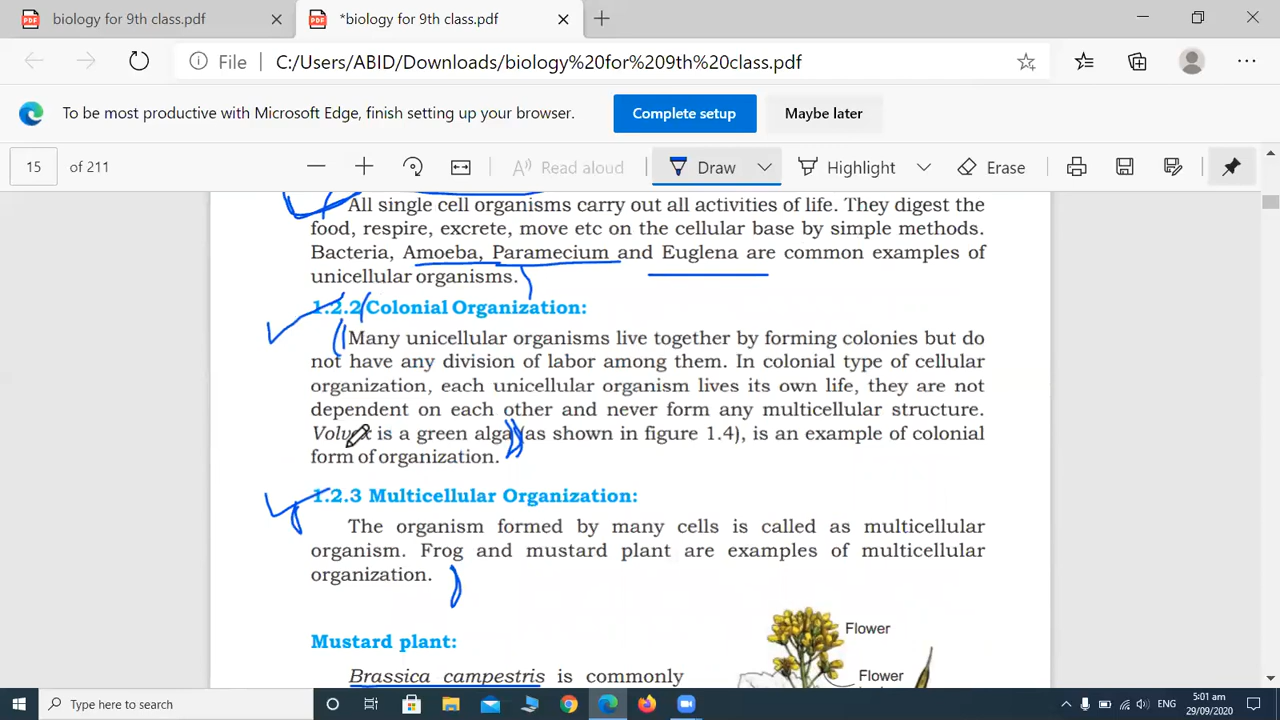 biology for 9th class.pdf
*biology for 9th class.pdf
File
C:/Users/ABID/Downloads/biology%20for%209th%20class.pdf
To be most productive with Microsoft Edge, finish setting up your browser.
Complete setup
Maybe later
15 of 211
Read aloud
Draw
Highlight
Erase
All single cell organisms carry out all activities of life. They digest the
food, respire, excrete, move etc on the cellular base by simple methods.
Bacteria, Amoeba, Paramecium and Euglena are common examples of
unicellular organisms.
1.2.2 Colonial Organization:
Many unicellular organisms live together by forming colonies but do
not have any division of labor among them. In colonial type of cellular
organization, each unicellular organism lives its own life, they are not
dependent on each other and never form any multicellular structure.
Volvox is a green alga (as shown in figure 1.4), is an example of colonial
form of organization.
1.2.3 Multicellular Organization:
The organism formed by many cells is called as multicellular
organism. Frog and mustard plant are examples of multicellular
organization.
Mustard plant:
Flower
Brassica campestris is commonly
Flower
Type here to search
5:01 am
29/09/2020